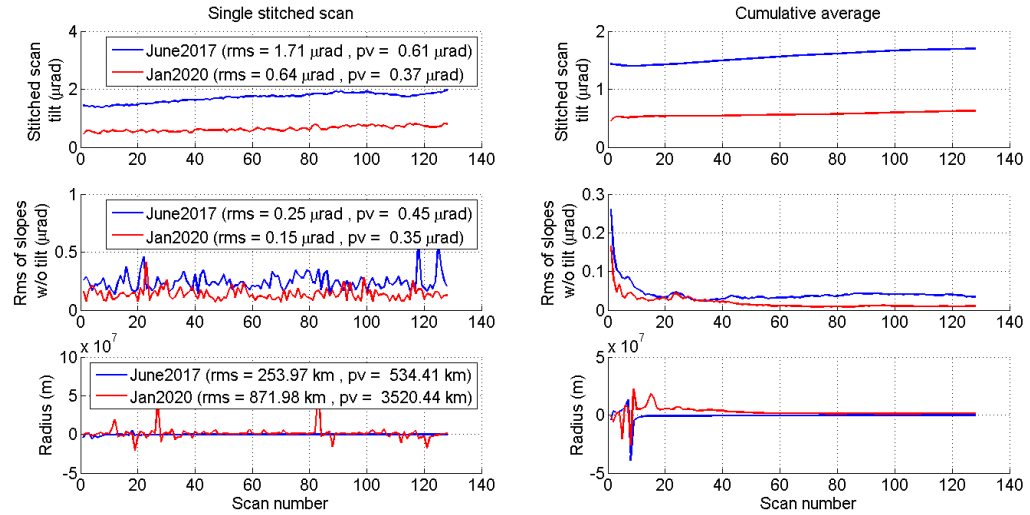 Single stitched scan
Stitched scan
tilt (μrad)
4
2
0
June2017 (rms = 1.71 μrad , pv = 0.61 μrad)
Jan2020 (rms = 0.64 μrad , pv = 0.37 μrad)
0 20 40 60 80 100 120 140
Cumulative average
Stitched scan
tilt (μrad)
2
1
0
0 20 40 60 80 100 120 140
Rms of slopes
w/o tilt (μrad)
1
0.5
0
June2017 (rms = 0.25 μrad , pv = 0.45 μrad)
Jan2020 (rms = 0.15 μrad , pv = 0.35 μrad)
0 20 40 60 80 100 120 140
Rms of slopes
w/o tilt (μrad)
0.3
0.2
0.1
0
0 20 40 60 80 100 120 140
x 10⁷
Radius (m)
10
5
0
-5
June2017 (rms = 253.97 km , pv = 534.41 km)
Jan2020 (rms = 871.98 km , pv = 3520.44 km)
0 20 40 60 80 100 120 140
Scan number
x 10⁷
Radius (m)
5
0
-5
0 20 40 60 80 100 120 140
Scan number